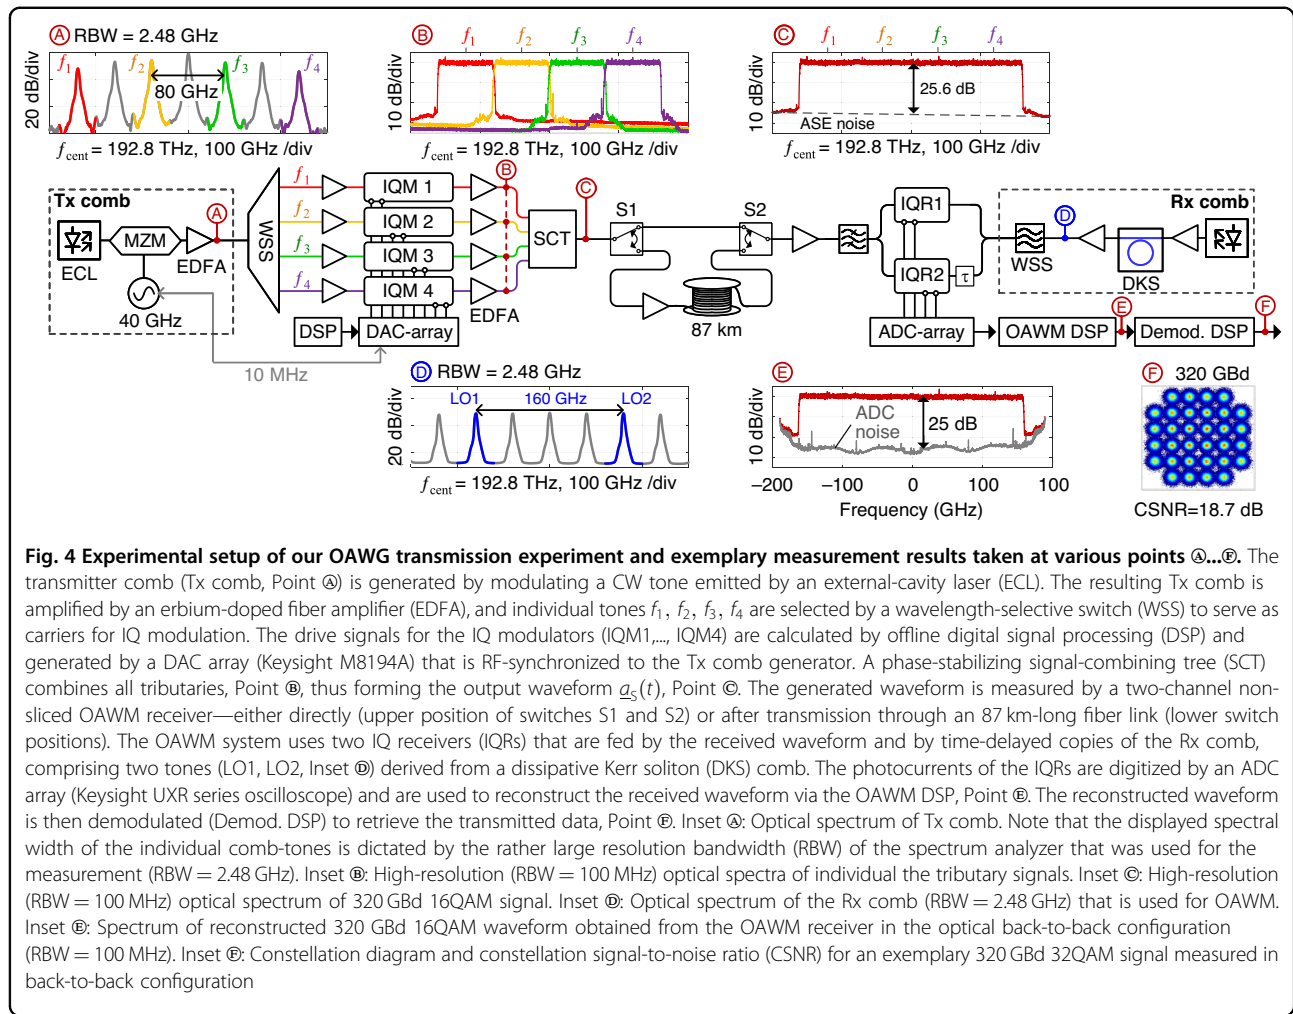 Ⓐ RBW = 2.48 GHz
20 dB/div
f1
f2
f3
f4
80 GHz
fcent = 192.8 THz, 100 GHz /div
Ⓑ
f1 f2 f3 f4
10 dB/div
fcent = 192.8 THz, 100 GHz /div
Ⓒ
f1 f2 f3 f4
10 dB/div
25.6 dB
ASE noise
fcent = 192.8 THz, 100 GHz /div
Tx comb
ECL
MZM
EDFA
Ⓐ
40 GHz
10 MHz
WSS
f1
f2
f3
f4
IQM 1
IQM 2
IQM 3
IQM 4
EDFA
DSP
DAC-array
Ⓑ
SCT
Ⓒ
S1
S2
87 km
IQR1
IQR2
τ
ADC-array
WSS
Ⓓ
DKS
Rx comb
OAWM DSP
Ⓔ
Demod. DSP
Ⓕ
Ⓓ RBW = 2.48 GHz
20 dB/div
LO1
160 GHz
LO2
fcent = 192.8 THz, 100 GHz /div
Ⓔ
10 dB/div
ADC
noise
25 dB
−200 −100 0 100 100
Frequency (GHz)
Ⓕ 320 GBd
CSNR=18.7 dB
Fig. 4 Experimental setup of our OAWG transmission experiment and exemplary measurement results taken at various points Ⓐ...Ⓕ. The
transmitter comb (Tx comb, Point Ⓐ) is generated by modulating a CW tone emitted by an external-cavity laser (ECL). The resulting Tx comb is
amplified by an erbium-doped fiber amplifier (EDFA), and individual tones f1, f2, f3, f4 are selected by a wavelength-selective switch (WSS) to serve as
carriers for IQ modulation. The drive signals for the IQ modulators (IQM1,..., IQM4) are calculated by offline digital signal processing (DSP) and
generated by a DAC array (Keysight M8194A) that is RF-synchronized to the Tx comb generator. A phase-stabilizing signal-combining tree (SCT)
combines all tributaries, Point Ⓑ, thus forming the output waveform a̲S(t), Point Ⓒ. The generated waveform is measured by a two-channel non-
sliced OAWM receiver—either directly (upper position of switches S1 and S2) or after transmission through an 87 km-long fiber link (lower switch
positions). The OAWM system uses two IQ receivers (IQRs) that are fed by the received waveform and by time-delayed copies of the Rx comb,
comprising two tones (LO1, LO2, Inset Ⓓ) derived from a dissipative Kerr soliton (DKS) comb. The photocurrents of the IQRs are digitized by an ADC
array (Keysight UXR series oscilloscope) and are used to reconstruct the received waveform via the OAWM DSP, Point Ⓔ. The reconstructed waveform
is then demodulated (Demod. DSP) to retrieve the transmitted data, Point Ⓕ. Inset Ⓐ: Optical spectrum of Tx comb. Note that the displayed spectral
width of the individual comb-tones is dictated by the rather large resolution bandwidth (RBW) of the spectrum analyzer that was used for the
measurement (RBW = 2.48 GHz). Inset Ⓑ: High-resolution (RBW = 100 MHz) optical spectra of individual the tributary signals. Inset Ⓒ: High-resolution
(RBW = 100 MHz) optical spectrum of 320 GBd 16QAM signal. Inset Ⓓ: Optical spectrum of the Rx comb (RBW = 2.48 GHz) that is used for OAWM.
Inset Ⓔ: Spectrum of reconstructed 320 GBd 16QAM waveform obtained from the OAWM receiver in the optical back-to-back configuration
(RBW = 100 MHz). Inset Ⓕ: Constellation diagram and constellation signal-to-noise ratio (CSNR) for an exemplary 320 GBd 32QAM signal measured in
back-to-back configuration